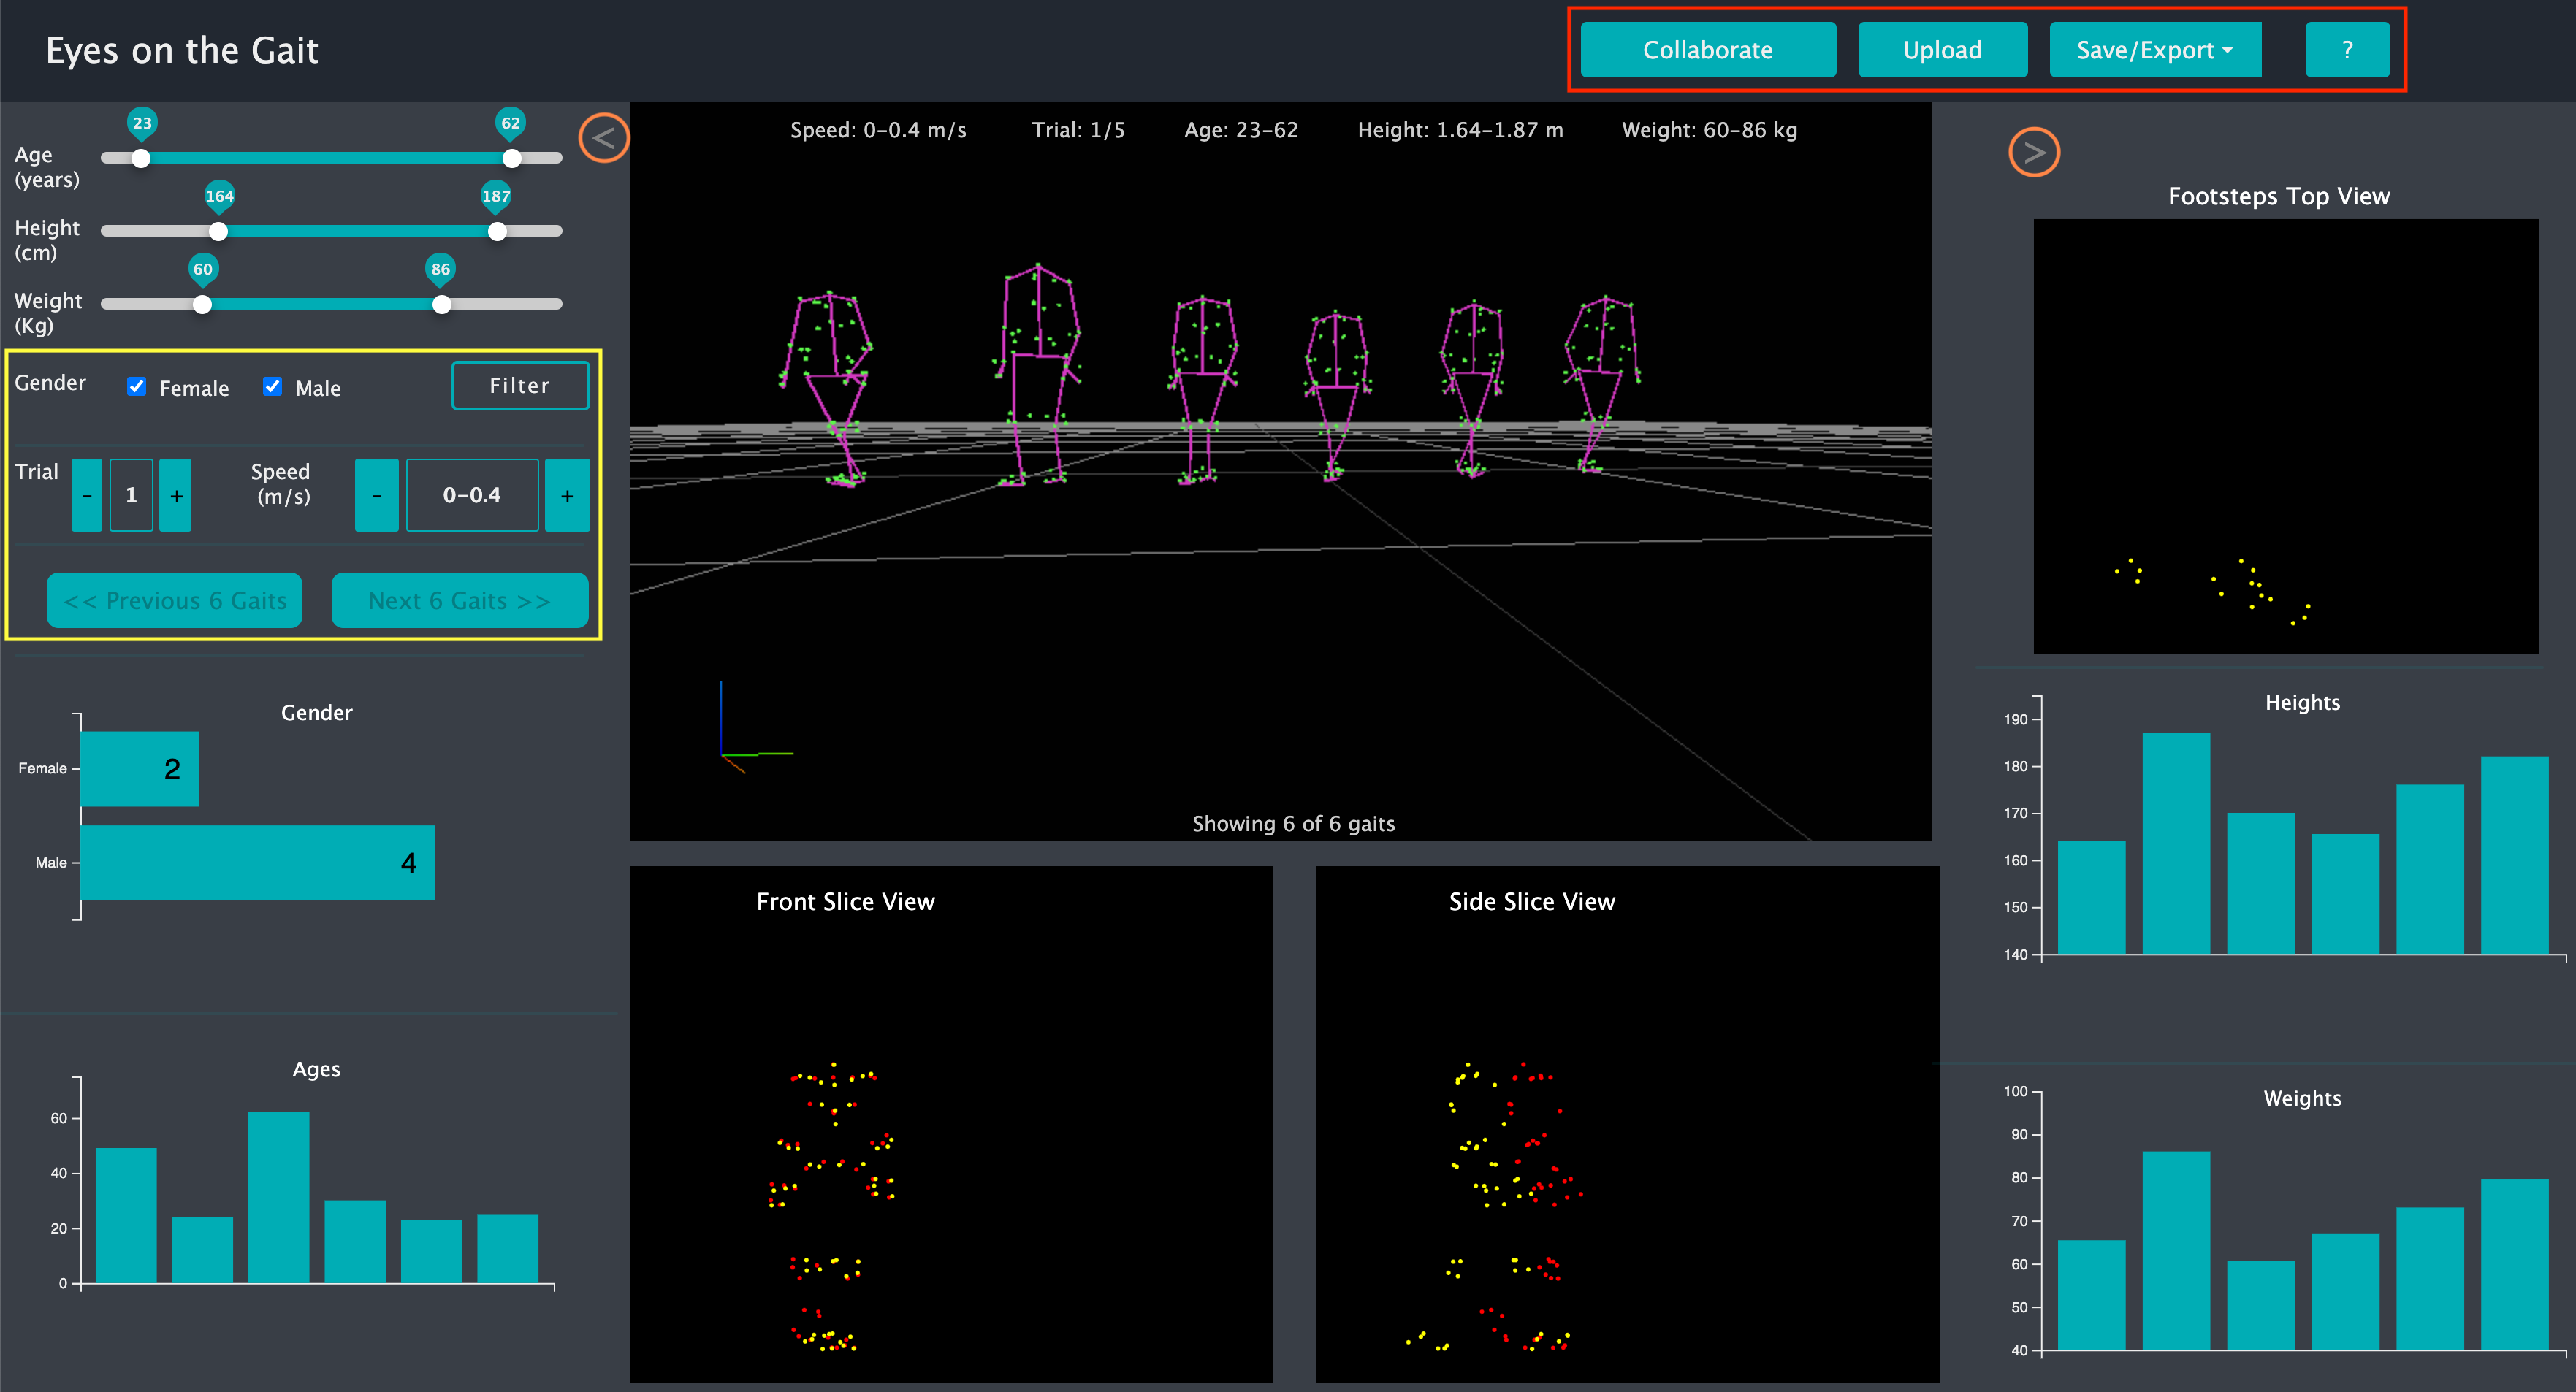 Eyes on the Gait
Collaborate
Upload
Save/Export
?
23
62
Age
(years)
164
187
Height
(cm)
60
86
Weight
(Kg)
Gender
Female
Male
Filter
Trial
-
1
+
Speed
(m/s)
-
0-0.4
+
<< Previous 6 Gaits
Next 6 Gaits >>
Gender
Female
2
Male
4
Ages
60
40
20
0
<
Speed: 0-0.4 m/s
Trial: 1/5
Age: 23-62
Height: 1.64-1.87 m
Weight: 60-86 kg
Showing 6 of 6 gaits
Front Slice View
Side Slice View
>
Footsteps Top View
Heights
190
180
170
160
150
140
Weights
100
90
80
70
60
50
40